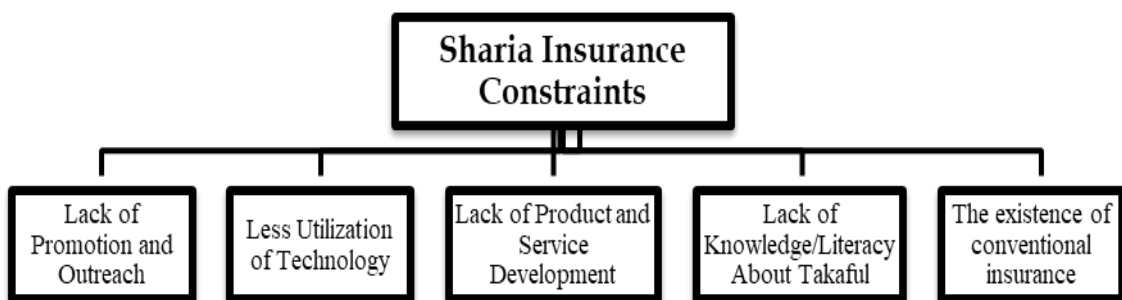 Sharia Insurance
Constraints
Lack of
Promotion and
Outreach
Less Utilization
of Technology
Lack of Product and
Service
Development
Lack of
Knowledge/Literacy
About Takaful
The existence of
conventional
insurance